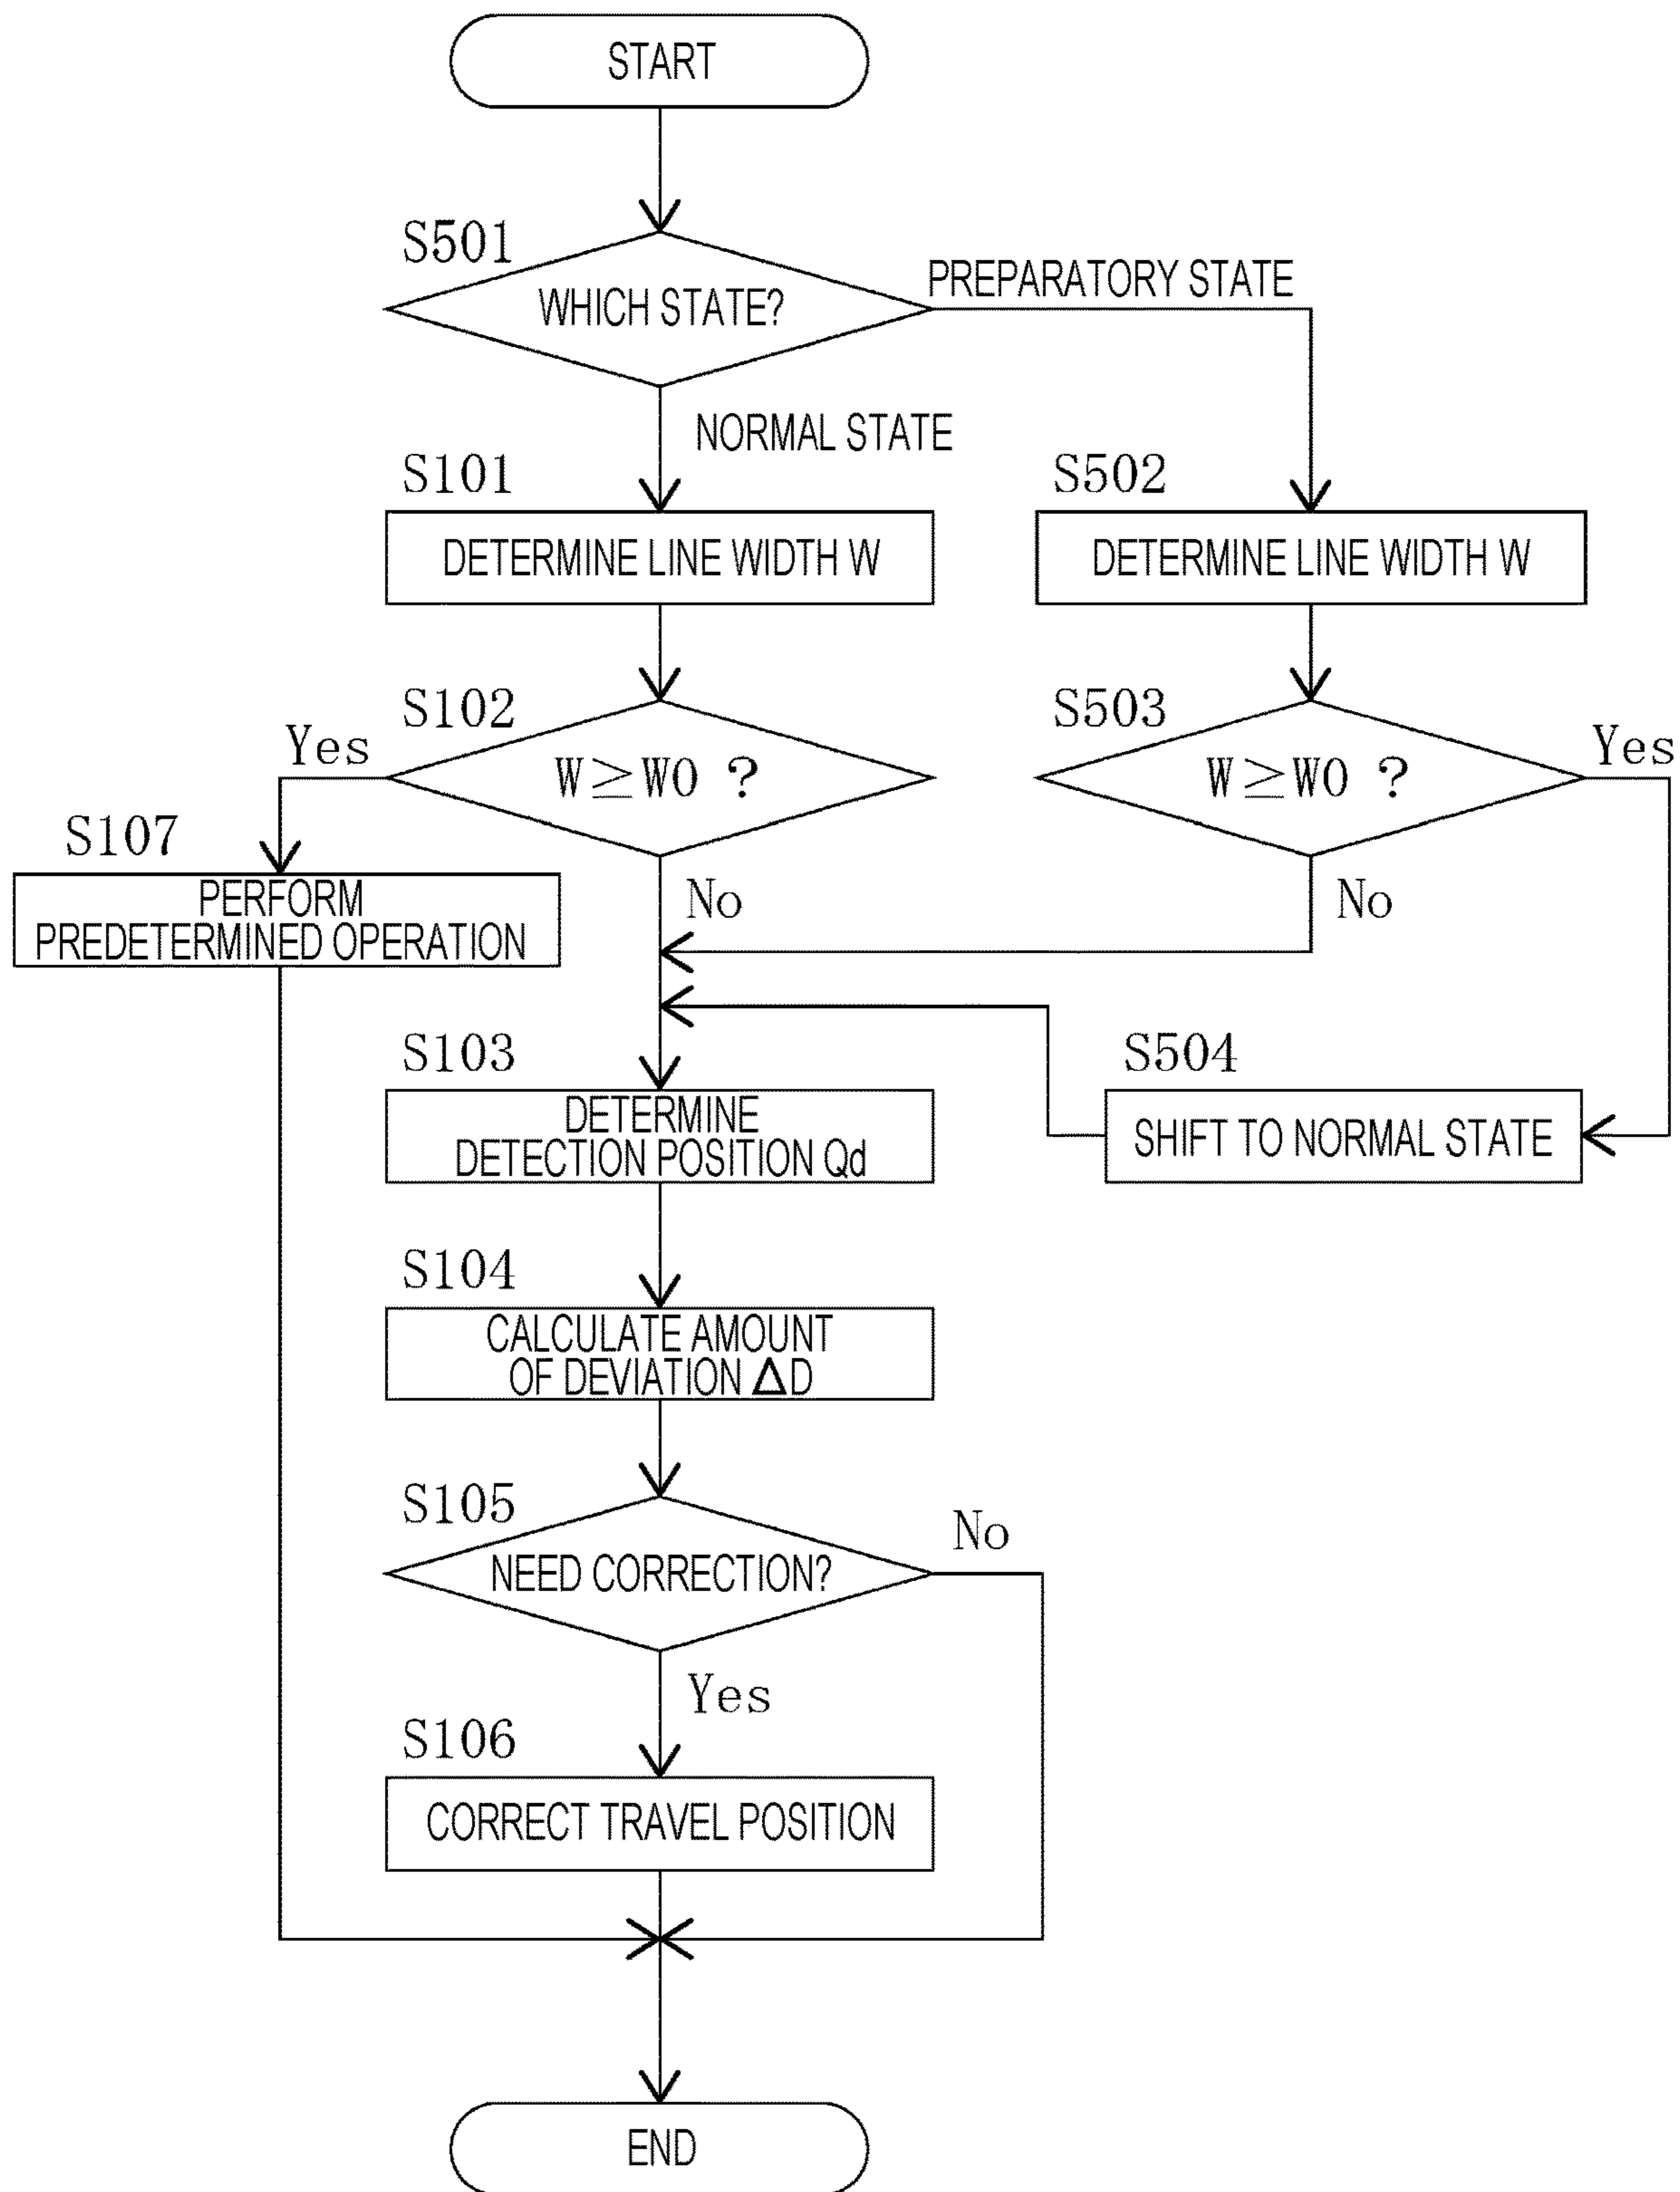 START
S501
WHICH STATE?
PREPARATORY STATE
NORMAL STATE
S101
DETERMINE LINE WIDTH W
S502
DETERMINE LINE WIDTH W
S102
Yes
W≥W0 ?
No
S503
W≥W0 ?
Yes
No
S107
PERFORM
PREDETERMINED OPERATION
S103
DETERMINE
DETECTION POSITION Qd
S504
SHIFT TO NORMAL STATE
S104
CALCULATE AMOUNT
OF DEVIATION ΔD
S105
NEED CORRECTION?
No
Yes
S106
CORRECT TRAVEL POSITION
END